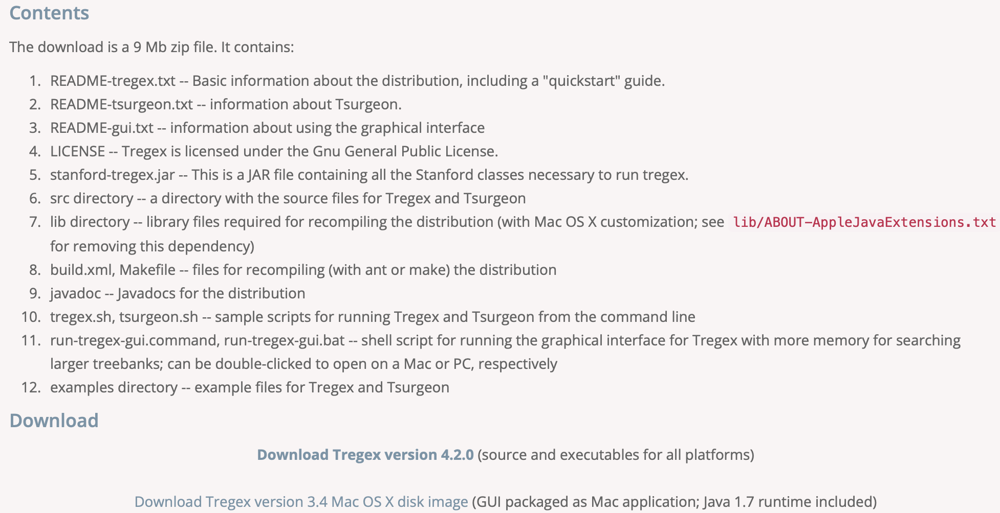 Contents
The download is a 9 Mb zip file. It contains:
1. README-tregex.txt -- Basic information about the distribution, including a "quickstart" guide.
2. README-tsurgeon.txt -- information about Tsurgeon.
3. README-gui.txt -- information about using the graphical interface
4. LICENSE -- Tregex is licensed under the Gnu General Public License.
5. stanford-tregex.jar -- This is a JAR file containing all the Stanford classes necessary to run tregex.
6. src directory -- a directory with the source files for Tregex and Tsurgeon
7. lib directory -- library files required for recompiling the distribution (with Mac OS X customization; see lib/ABOUT-AppleJavaExtensions.txt
for removing this dependency)
8. build.xml, Makefile -- files for recompiling (with ant or make) the distribution
9. javadoc -- Javadocs for the distribution
10. tregex.sh, tsurgeon.sh -- sample scripts for running Tregex and Tsurgeon from the command line
11. run-tregex-gui.command, run-tregex-gui.bat -- shell script for running the graphical interface for Tregex with more memory for searching
larger treebanks; can be double-clicked to open on a Mac or PC, respectively
12. examples directory -- example files for Tregex and Tsurgeon
Download
Download Tregex version 4.2.0 (source and executables for all platforms)
Download Tregex version 3.4 Mac OS X disk image (GUI packaged as Mac application; Java 1.7 runtime included)